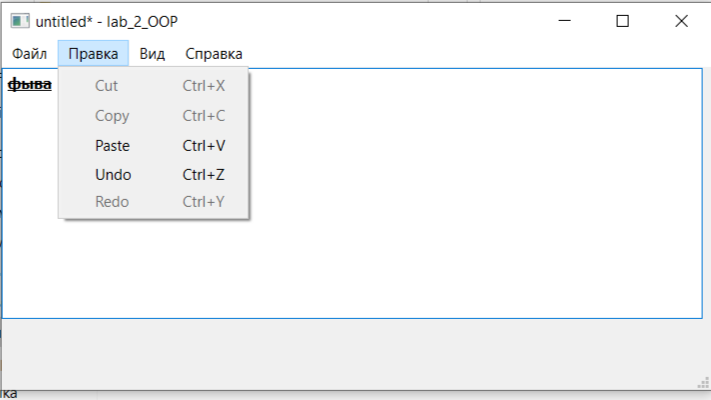 untitled* - lab_2_OOP
Файл Правка Вид Справка
фыва
Cut Ctrl+X
Copy Ctrl+C
Paste Ctrl+V
Undo Ctrl+Z
Redo Ctrl+Y